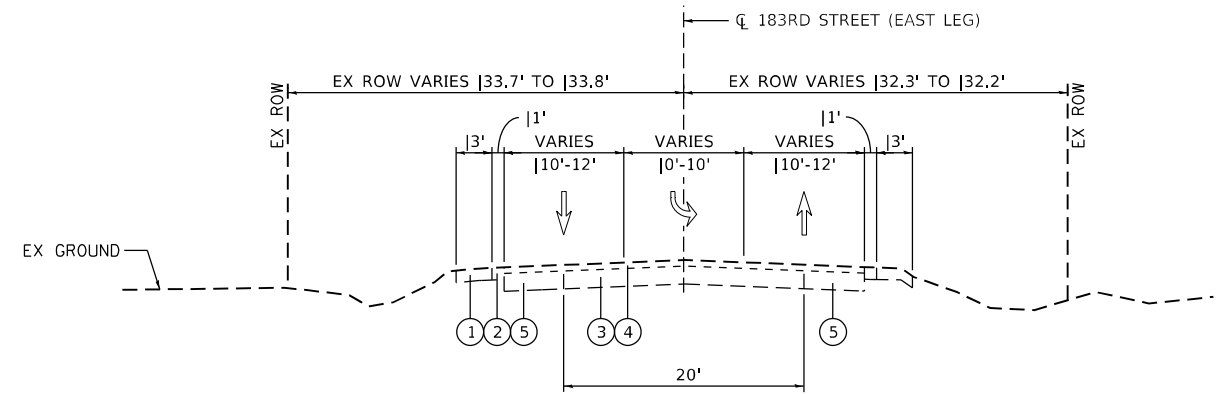 ℄ 183RD STREET (EAST LEG)
EX ROW VARIES |33.7' TO |33.8'
EX ROW VARIES |32.3' TO |32.2'
EX ROW
EX ROW
|1'
|1'
|3'
VARIES
|10'-12'
VARIES
|0'-10'
VARIES
|10'-12'
|3'
EX GROUND
1
2
5
3
4
5
20'